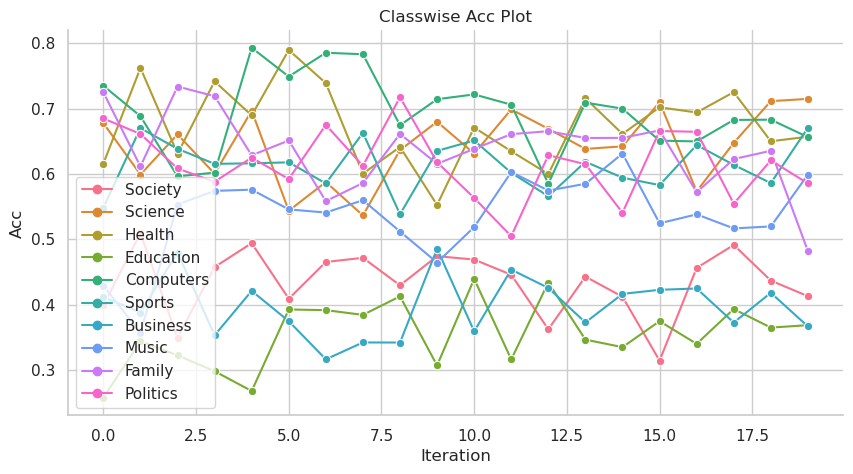 Classwise Acc Plot
0.8
0.7
0.6
0.5
0.4
0.3
Acc
Society
Science
Health
Education
Computers
Sports
Business
Music
Family
Politics
0.0 2.5 5.0 7.5 10.0 12.5 15.0 17.5
Iteration